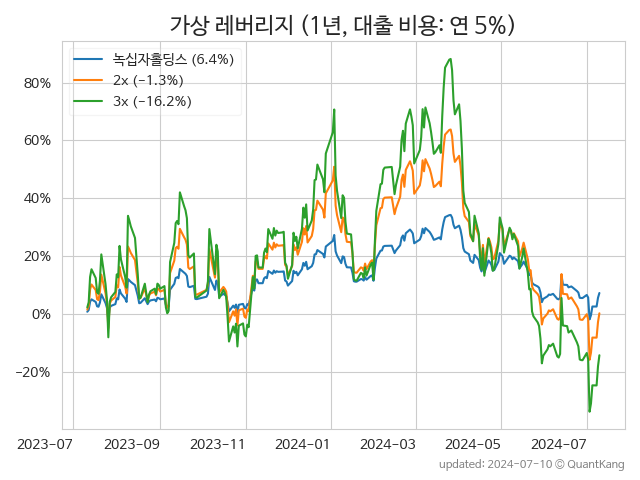 가상 레버리지 (1년, 대출 비용: 연 5%)
녹십자홀딩스 (6.4%)
2x (−1.3%)
3x (−16.2%)
80%
60%
40%
20%
0%
−20%
2023-07
2023-09
2023-11
2024-01
2024-03
2024-05
2024-07
updated: 2024-07-10 © QuantKang